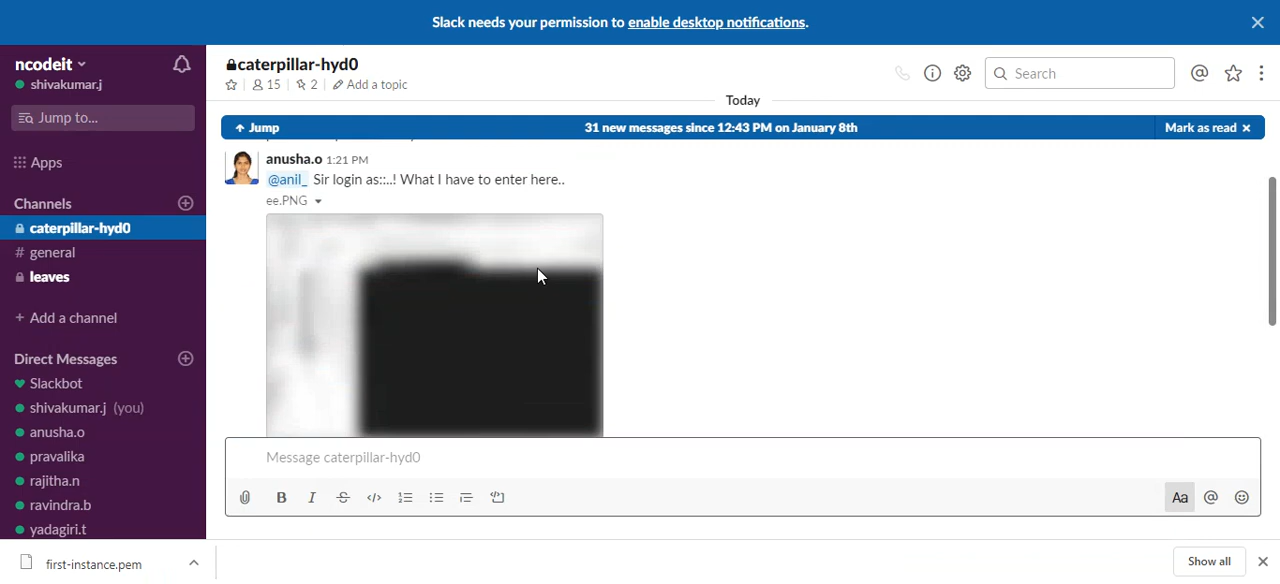 Slack needs your permission to enable desktop notifications.
ncodeit
shivakumar.j
Jump to...
Apps
Channels
caterpillar-hyd0
# general
leaves
+ Add a channel
Direct Messages
Slackbot
shivakumar.j (you)
anusha.o
pravalika
rajitha.n
ravindra.b
yadagiri.t
caterpillar-hyd0
15
2
Add a topic
Search
Today
Jump
31 new messages since 12:43 PM on January 8th
Mark as read
anusha.o 1:21 PM
@anil_ Sir login as::..! What I have to enter here..
ee.PNG
Message caterpillar-hyd0
B I S
Aa @
first-instance.pem
Show all